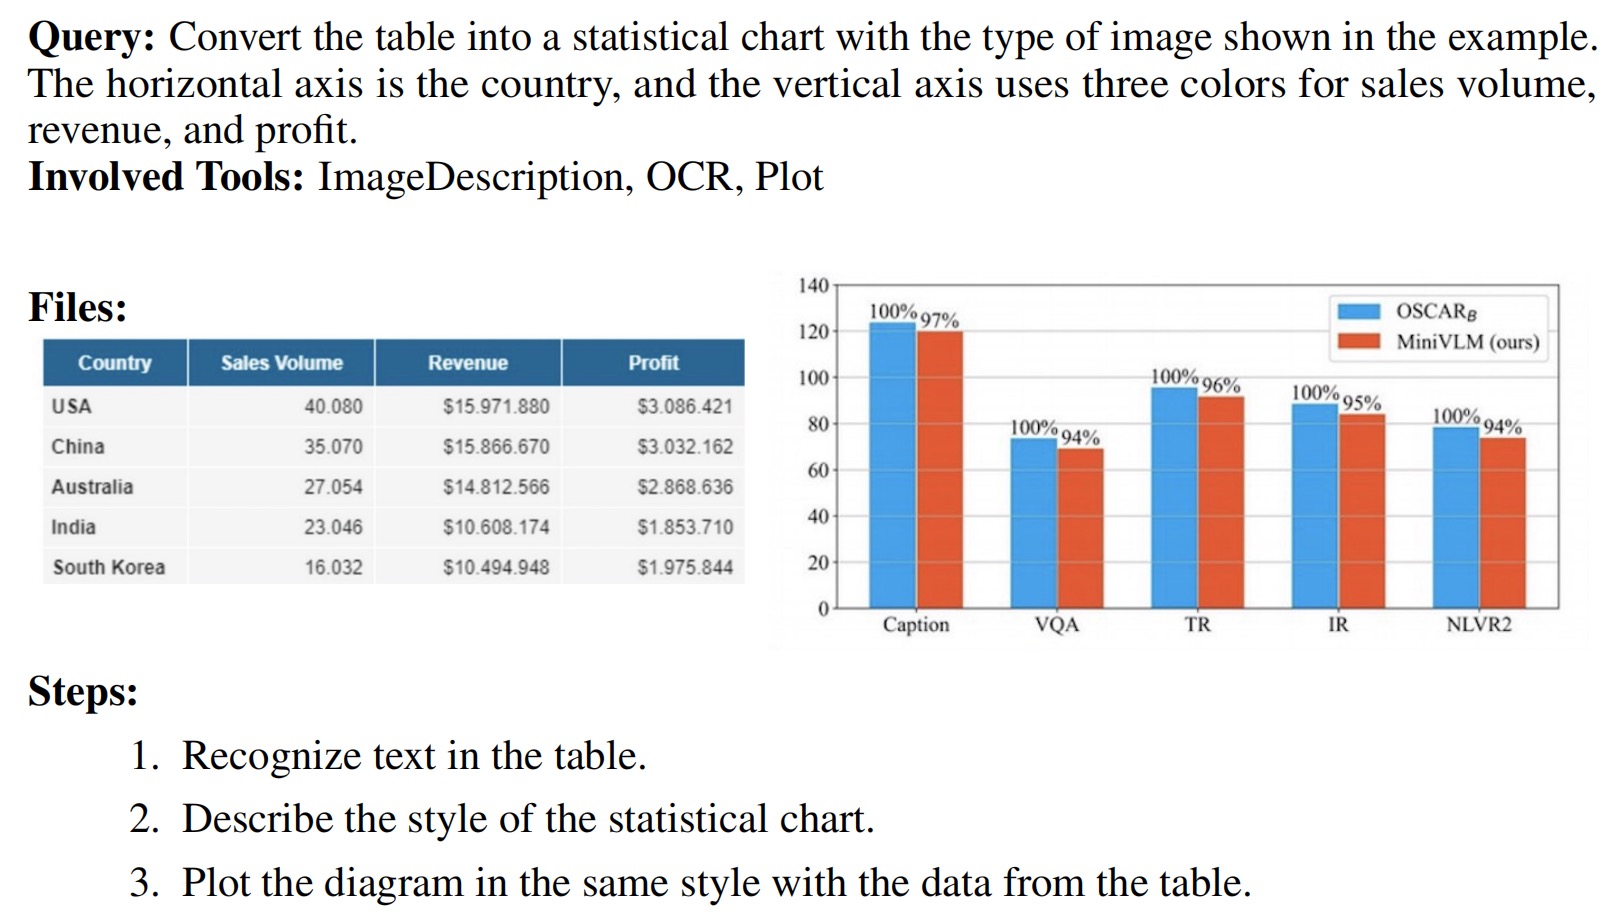 Query: Convert the table into a statistical chart with the type of image shown in the example.
The horizontal axis is the country, and the vertical axis uses three colors for sales volume,
revenue, and profit.
Involved Tools: ImageDescription, OCR, Plot
Files:
Country Sales Volume Revenue Profit
USA 40.080 $15.971.880 $3.086.421
China 35.070 $15.866.670 $3.032.162
Australia 27.054 $14.812.566 $2.868.636
India 23.046 $10.608.174 $1.853.710
South Korea 16.032 $10.494.948 $1.975.844
140
120
100
80
60
40
20
0
100% 97%
100% 94%
100% 96%
100% 95%
100% 94%
OSCARB
MiniVLM (ours)
Caption VQA TR IR NLVR2
Steps:
1. Recognize text in the table.
2. Describe the style of the statistical chart.
3. Plot the diagram in the same style with the data from the table.